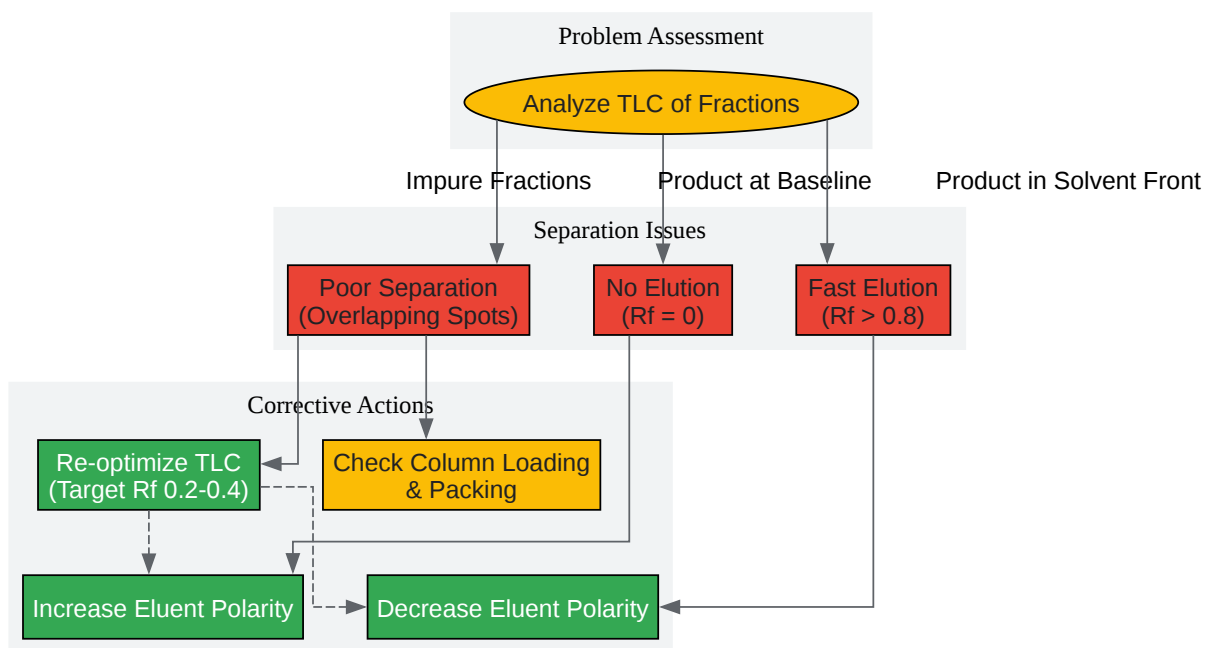 Problem Assessment
Analyze TLC of Fractions
Impure Fractions
Product at Baseline
Product in Solvent Front
Separation Issues
Poor Separation
(Overlapping Spots)
No Elution
(Rf = 0)
Fast Elution
(Rf > 0.8)
Corrective Actions
Re-optimize TLC
(Target Rf 0.2-0.4)
Check Column Loading
& Packing
Increase Eluent Polarity
Decrease Eluent Polarity